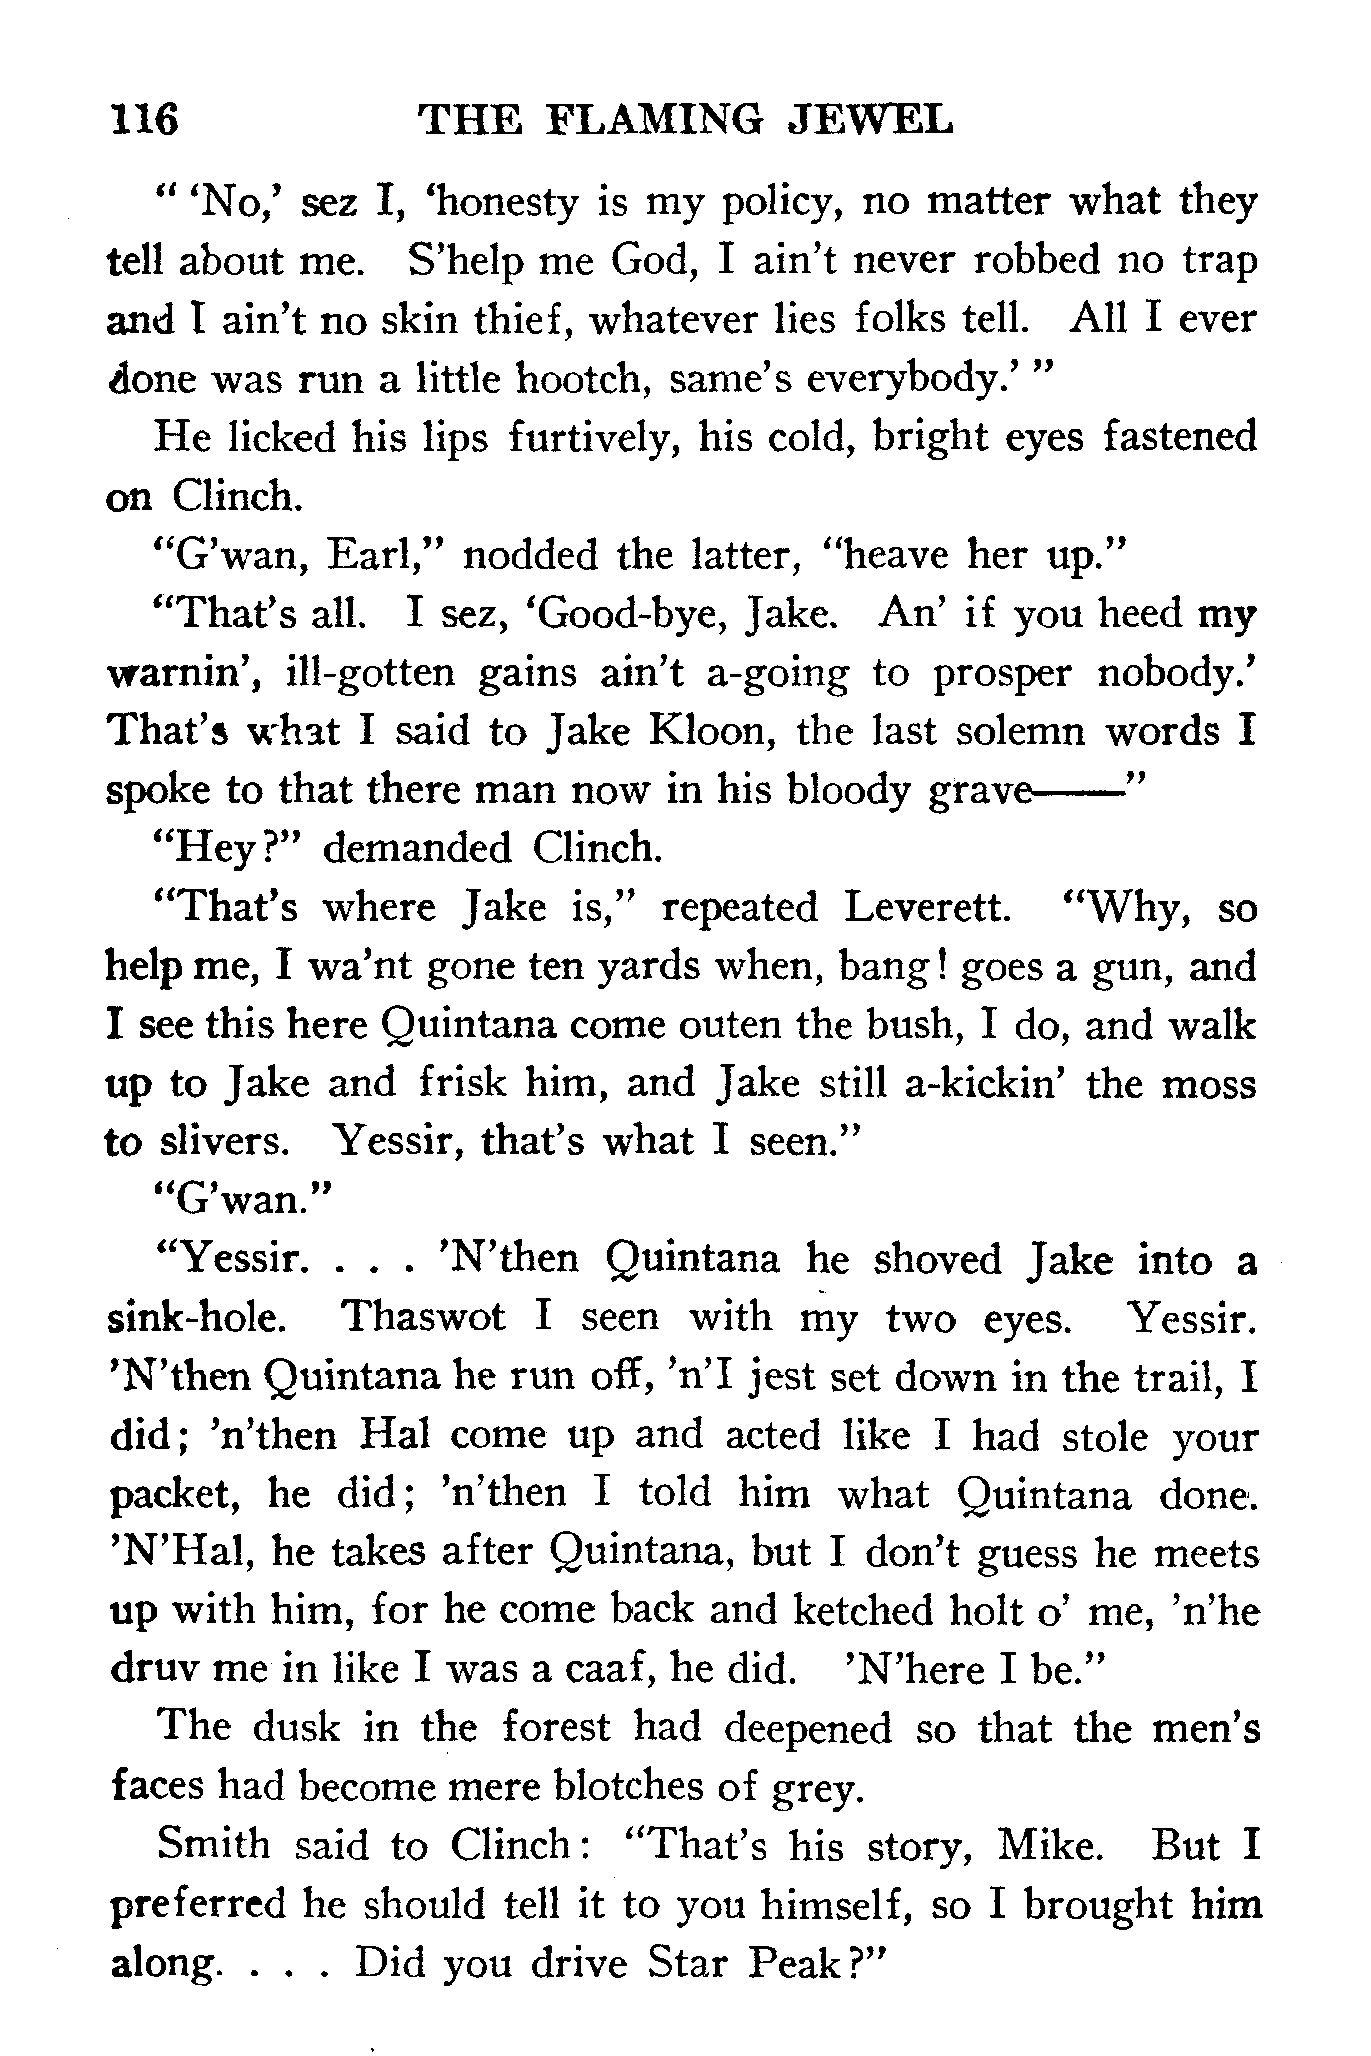 116 THE FLAMING JEWEL
“ ‘No,’ sez I, ‘honesty is my policy, no matter what they
tell about me. S’help me God, I ain’t never robbed no trap
and I ain’t no skin thief, whatever lies folks tell. All I ever
done was run a little hootch, same’s everybody.’ ”
He licked his lips furtively, his cold, bright eyes fastened
on Clinch.
“G’wan, Earl,” nodded the latter, “heave her up.”
“That’s all. I sez, ‘Good-bye, Jake. An’ if you heed my
warnin’, ill-gotten gains ain’t a-going to prosper nobody.’
That’s what I said to Jake Kloon, the last solemn words I
spoke to that there man now in his bloody grave——”
“Hey?” demanded Clinch.
“That’s where Jake is,” repeated Leverett. “Why, so
help me, I wa’nt gone ten yards when, bang! goes a gun, and
I see this here Quintana come outen the bush, I do, and walk
up to Jake and frisk him, and Jake still a-kickin’ the moss
to slivers. Yessir, that’s what I seen.”
“G’wan.”
“Yessir. . . . ’N’then Quintana he shoved Jake into a
sink-hole. Thaswot I seen with my two eyes. Yessir.
’N’then Quintana he run off, ’n’I jest set down in the trail, I
did; ’n’then Hal come up and acted like I had stole your
packet, he did; ’n’then I told him what Quintana done.
’N’Hal, he takes after Quintana, but I don’t guess he meets
up with him, for he come back and ketched holt o’ me, ’n’he
druv me in like I was a caaf, he did. ’N’here I be.”
The dusk in the forest had deepened so that the men’s
faces had become mere blotches of grey.
Smith said to Clinch: “That’s his story, Mike. But I
preferred he should tell it to you himself, so I brought him
along. . . . Did you drive Star Peak?”